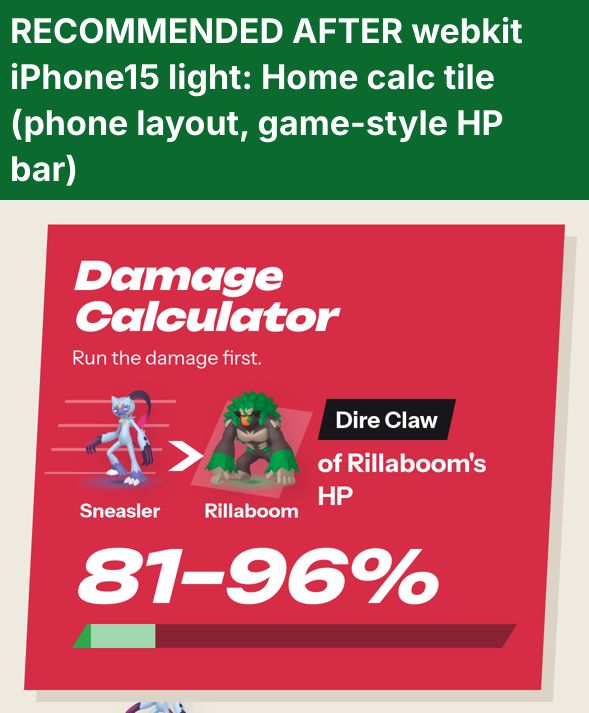 RECOMMENDED AFTER webkit
iPhone15 light: Home calc tile
(phone layout, game-style HP
bar)
Damage
Calculator
Run the damage first.
Dire Claw
of Rillaboom's
HP
Sneasler
Rillaboom
81–96%